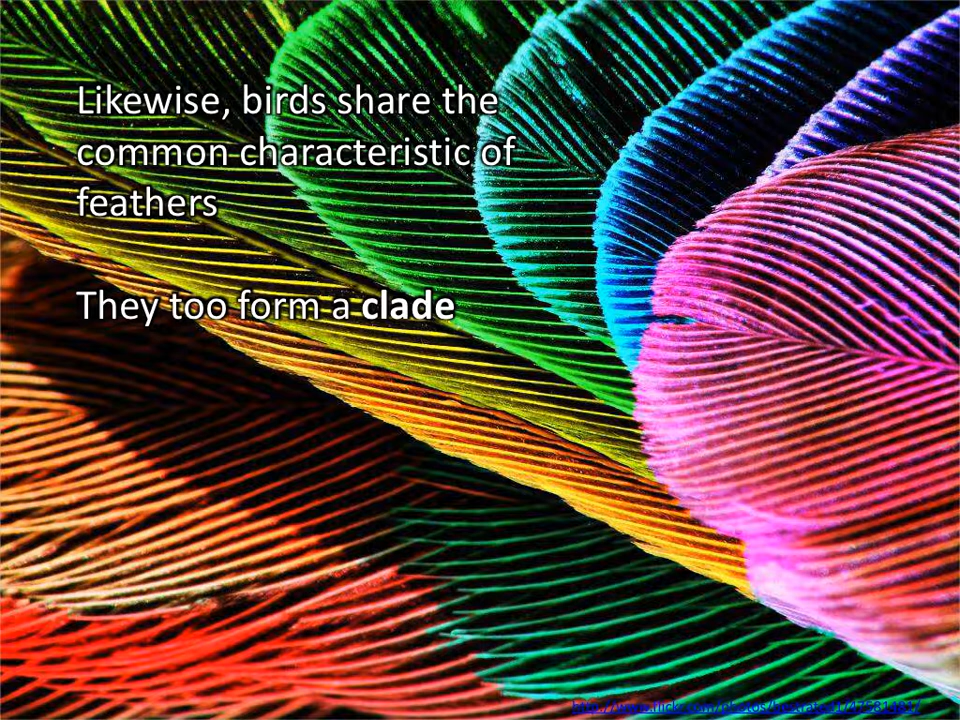 Likewise, birds share the
common characteristic of
feathers
They too form a clade